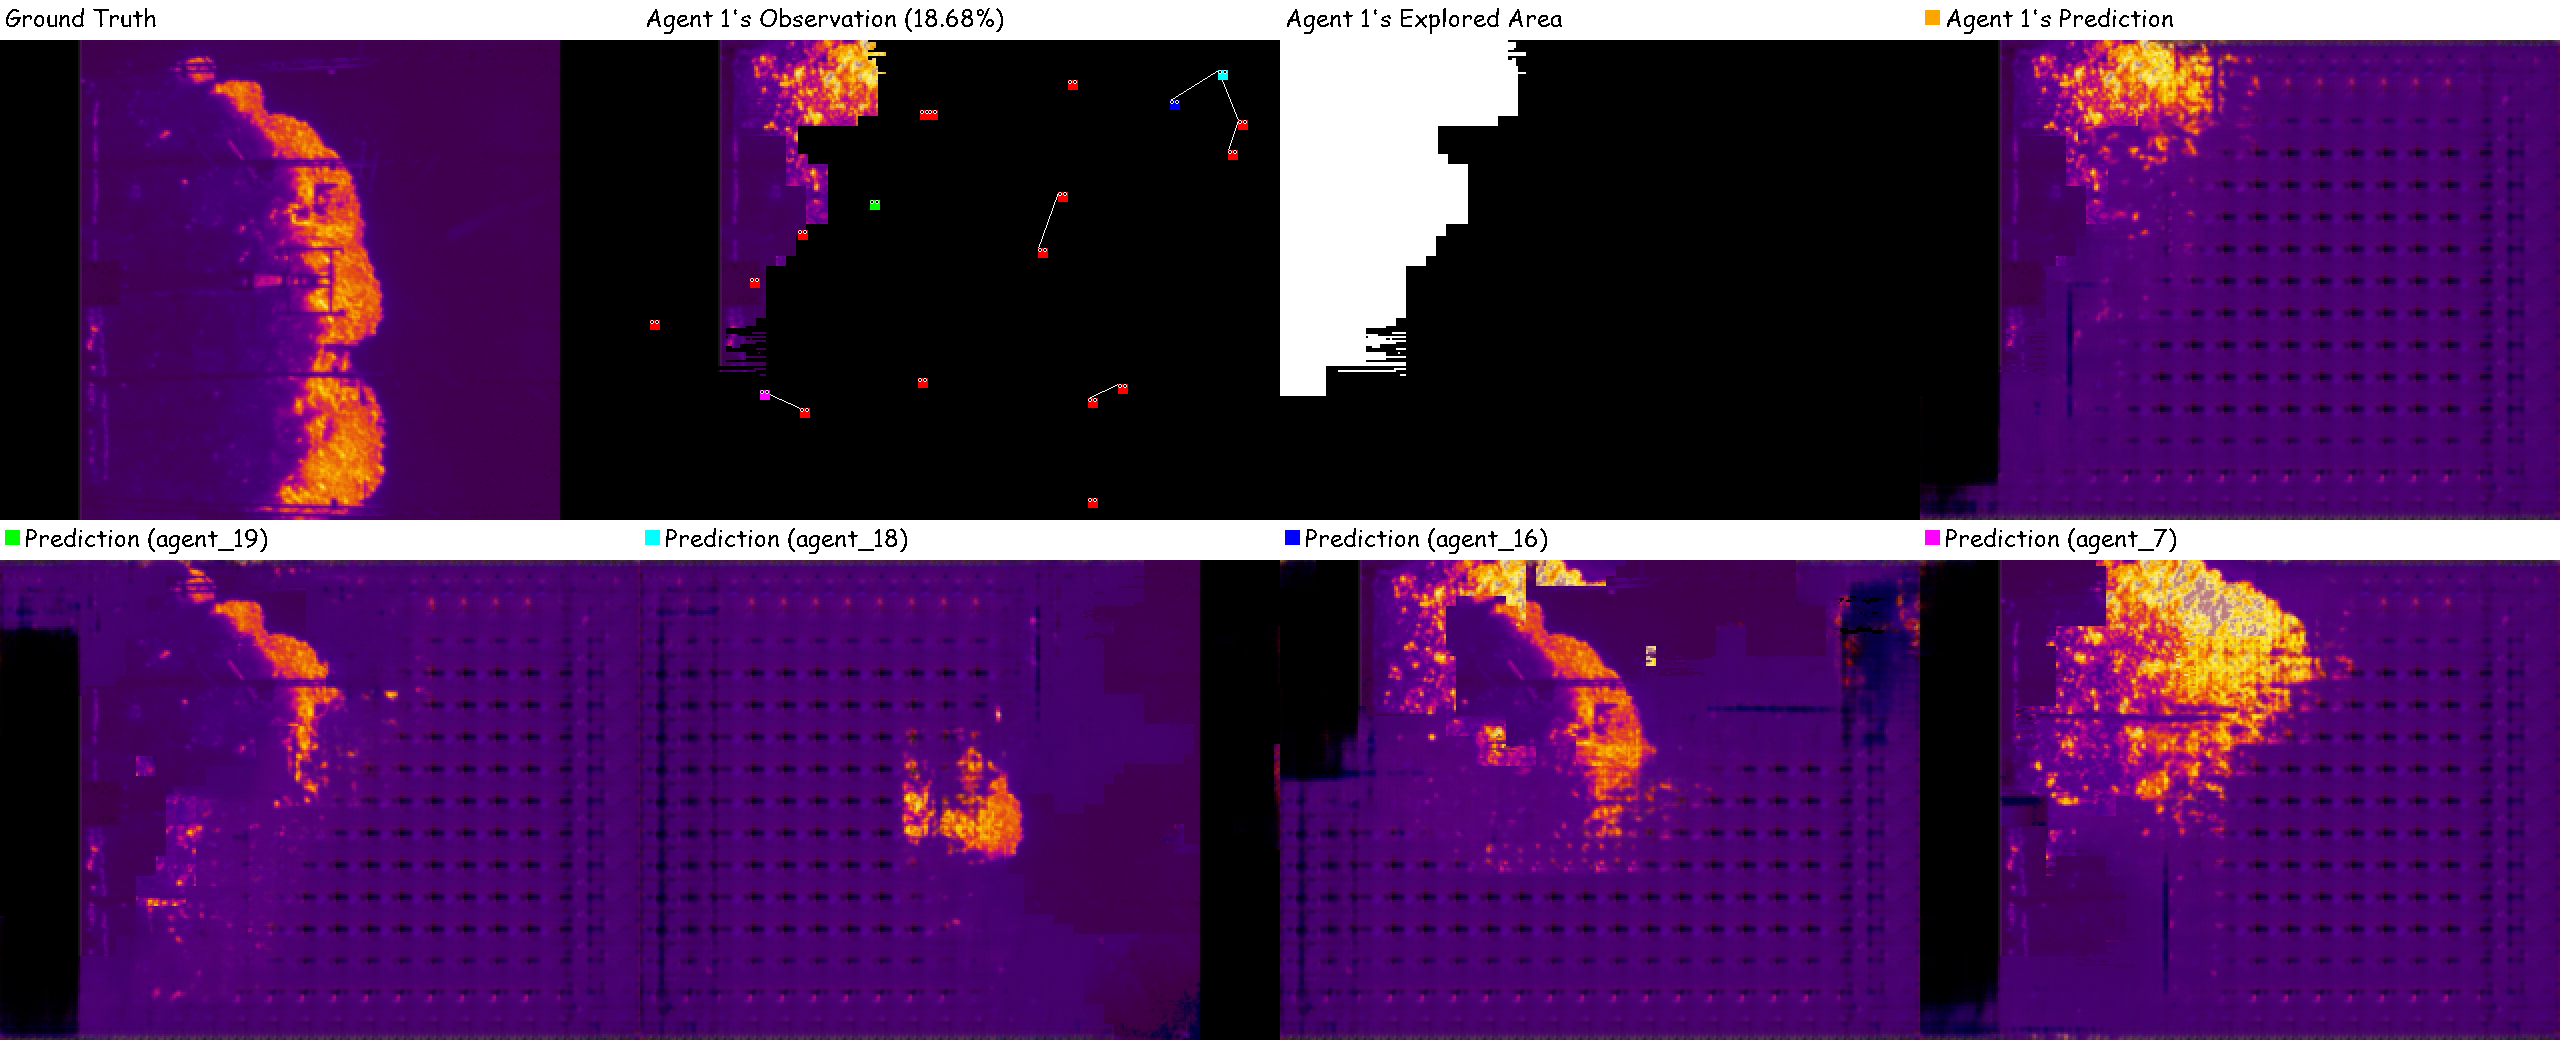 Ground Truth
Agent 1's Observation (18.68%)
Agent 1's Explored Area
Agent 1's Prediction
Prediction (agent_19)
Prediction (agent_18)
Prediction (agent_16)
Prediction (agent_7)